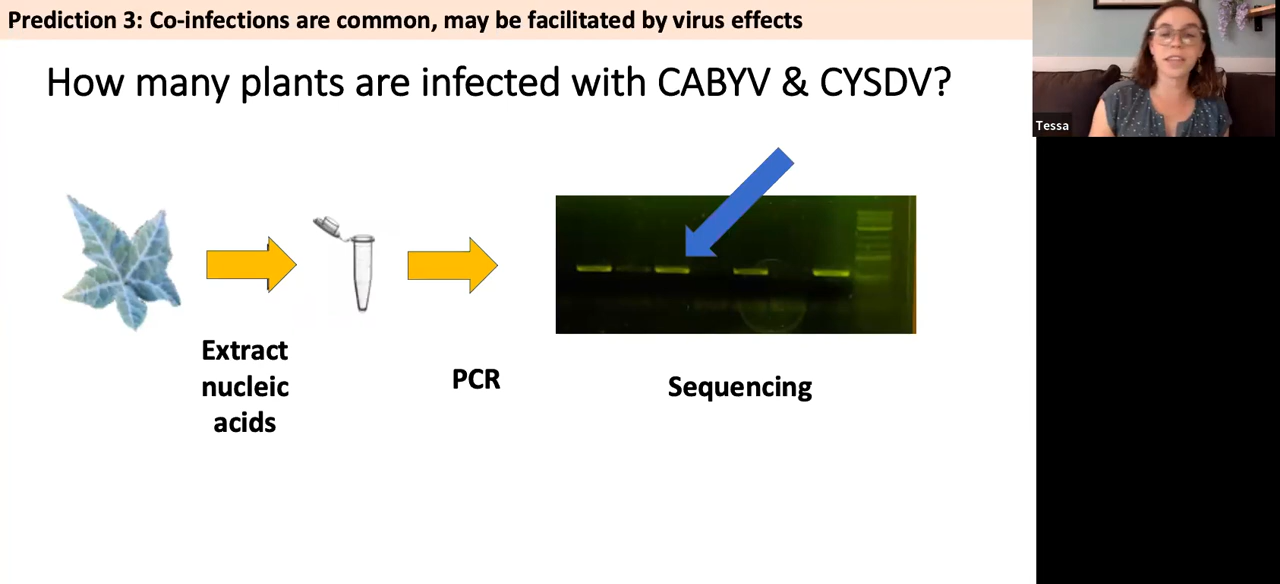 Prediction 3: Co-infections are common, may be facilitated by virus effects
How many plants are infected with CABYV & CYSDV?
Tessa
Extract
nucleic
acids
PCR
Sequencing